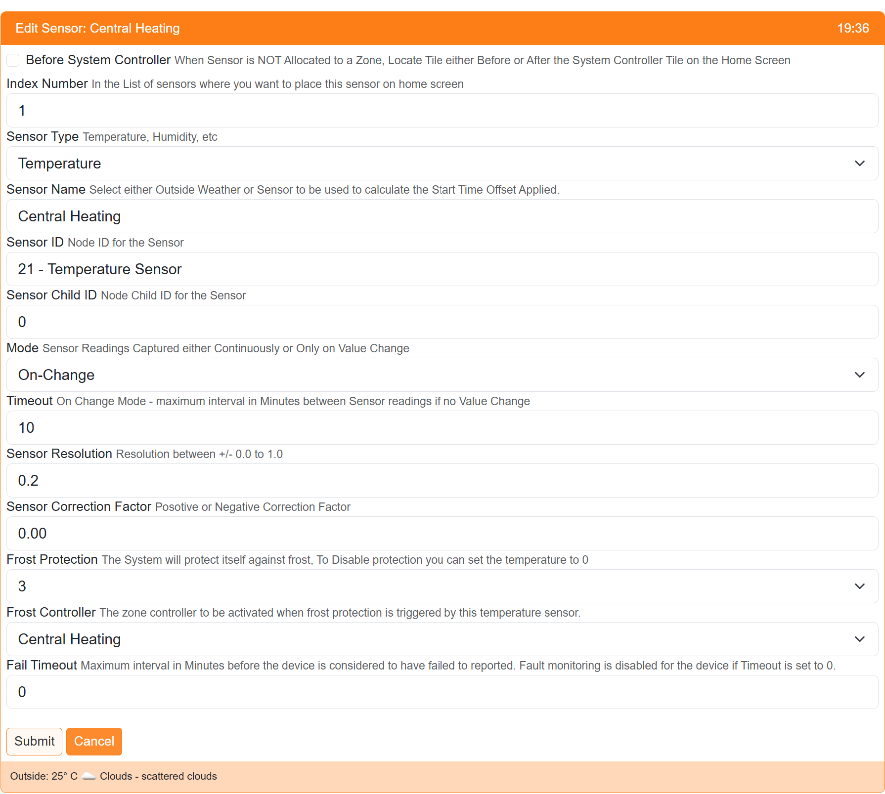 Edit Sensor: Central Heating 19:36
Before System Controller When Sensor is NOT Allocated to a Zone, Locate Tile either Before or After the System Controller Tile on the Home Screen
Index Number In the List of sensors where you want to place this sensor on home screen
1
Sensor Type Temperature, Humidity, etc
Temperature
Sensor Name Select either Outside Weather or Sensor to be used to calculate the Start Time Offset Applied.
Central Heating
Sensor ID Node ID for the Sensor
21 - Temperature Sensor
Sensor Child ID Node Child ID for the Sensor
0
Mode Sensor Readings Captured either Continuously or Only on Value Change
On-Change
Timeout On Change Mode - maximum interval in Minutes between Sensor readings if no Value Change
10
Sensor Resolution Resolution between +/- 0.0 to 1.0
0.2
Sensor Correction Factor Posotive or Negative Correction Factor
0.00
Frost Protection The System will protect itself against frost, To Disable protection you can set the temperature to 0
3
Frost Controller The zone controller to be activated when frost protection is triggered by this temperature sensor.
Central Heating
Fail Timeout Maximum interval in Minutes before the device is considered to have failed to reported. Fault monitoring is disabled for the device if Timeout is set to 0.
0
Submit Cancel
Outside: 25° C Clouds - scattered clouds